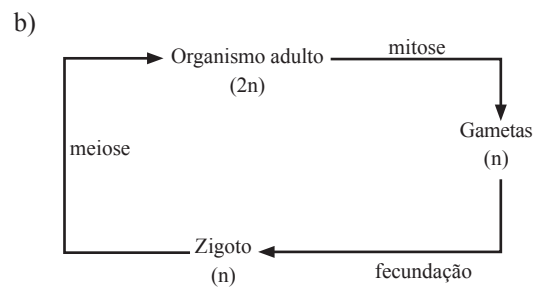 b)
Organismo adulto
(2n)
mitose
Gametas
(n)
meiose
Zigoto
(n)
fecundação